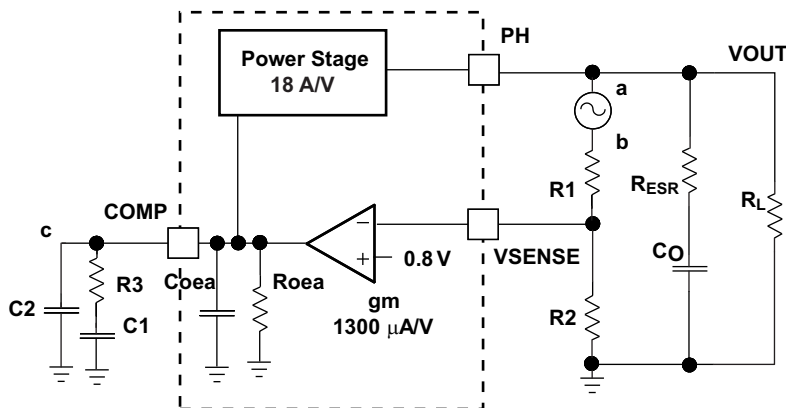 PH
VOUT
Power Stage
18 A/V
a
b
R1
RESR
RL
COMP
c
VSENSE
0.8 V
CO
Coea
Roea
R3
C2
C1
gm
1300 µA/V
R2
−
+